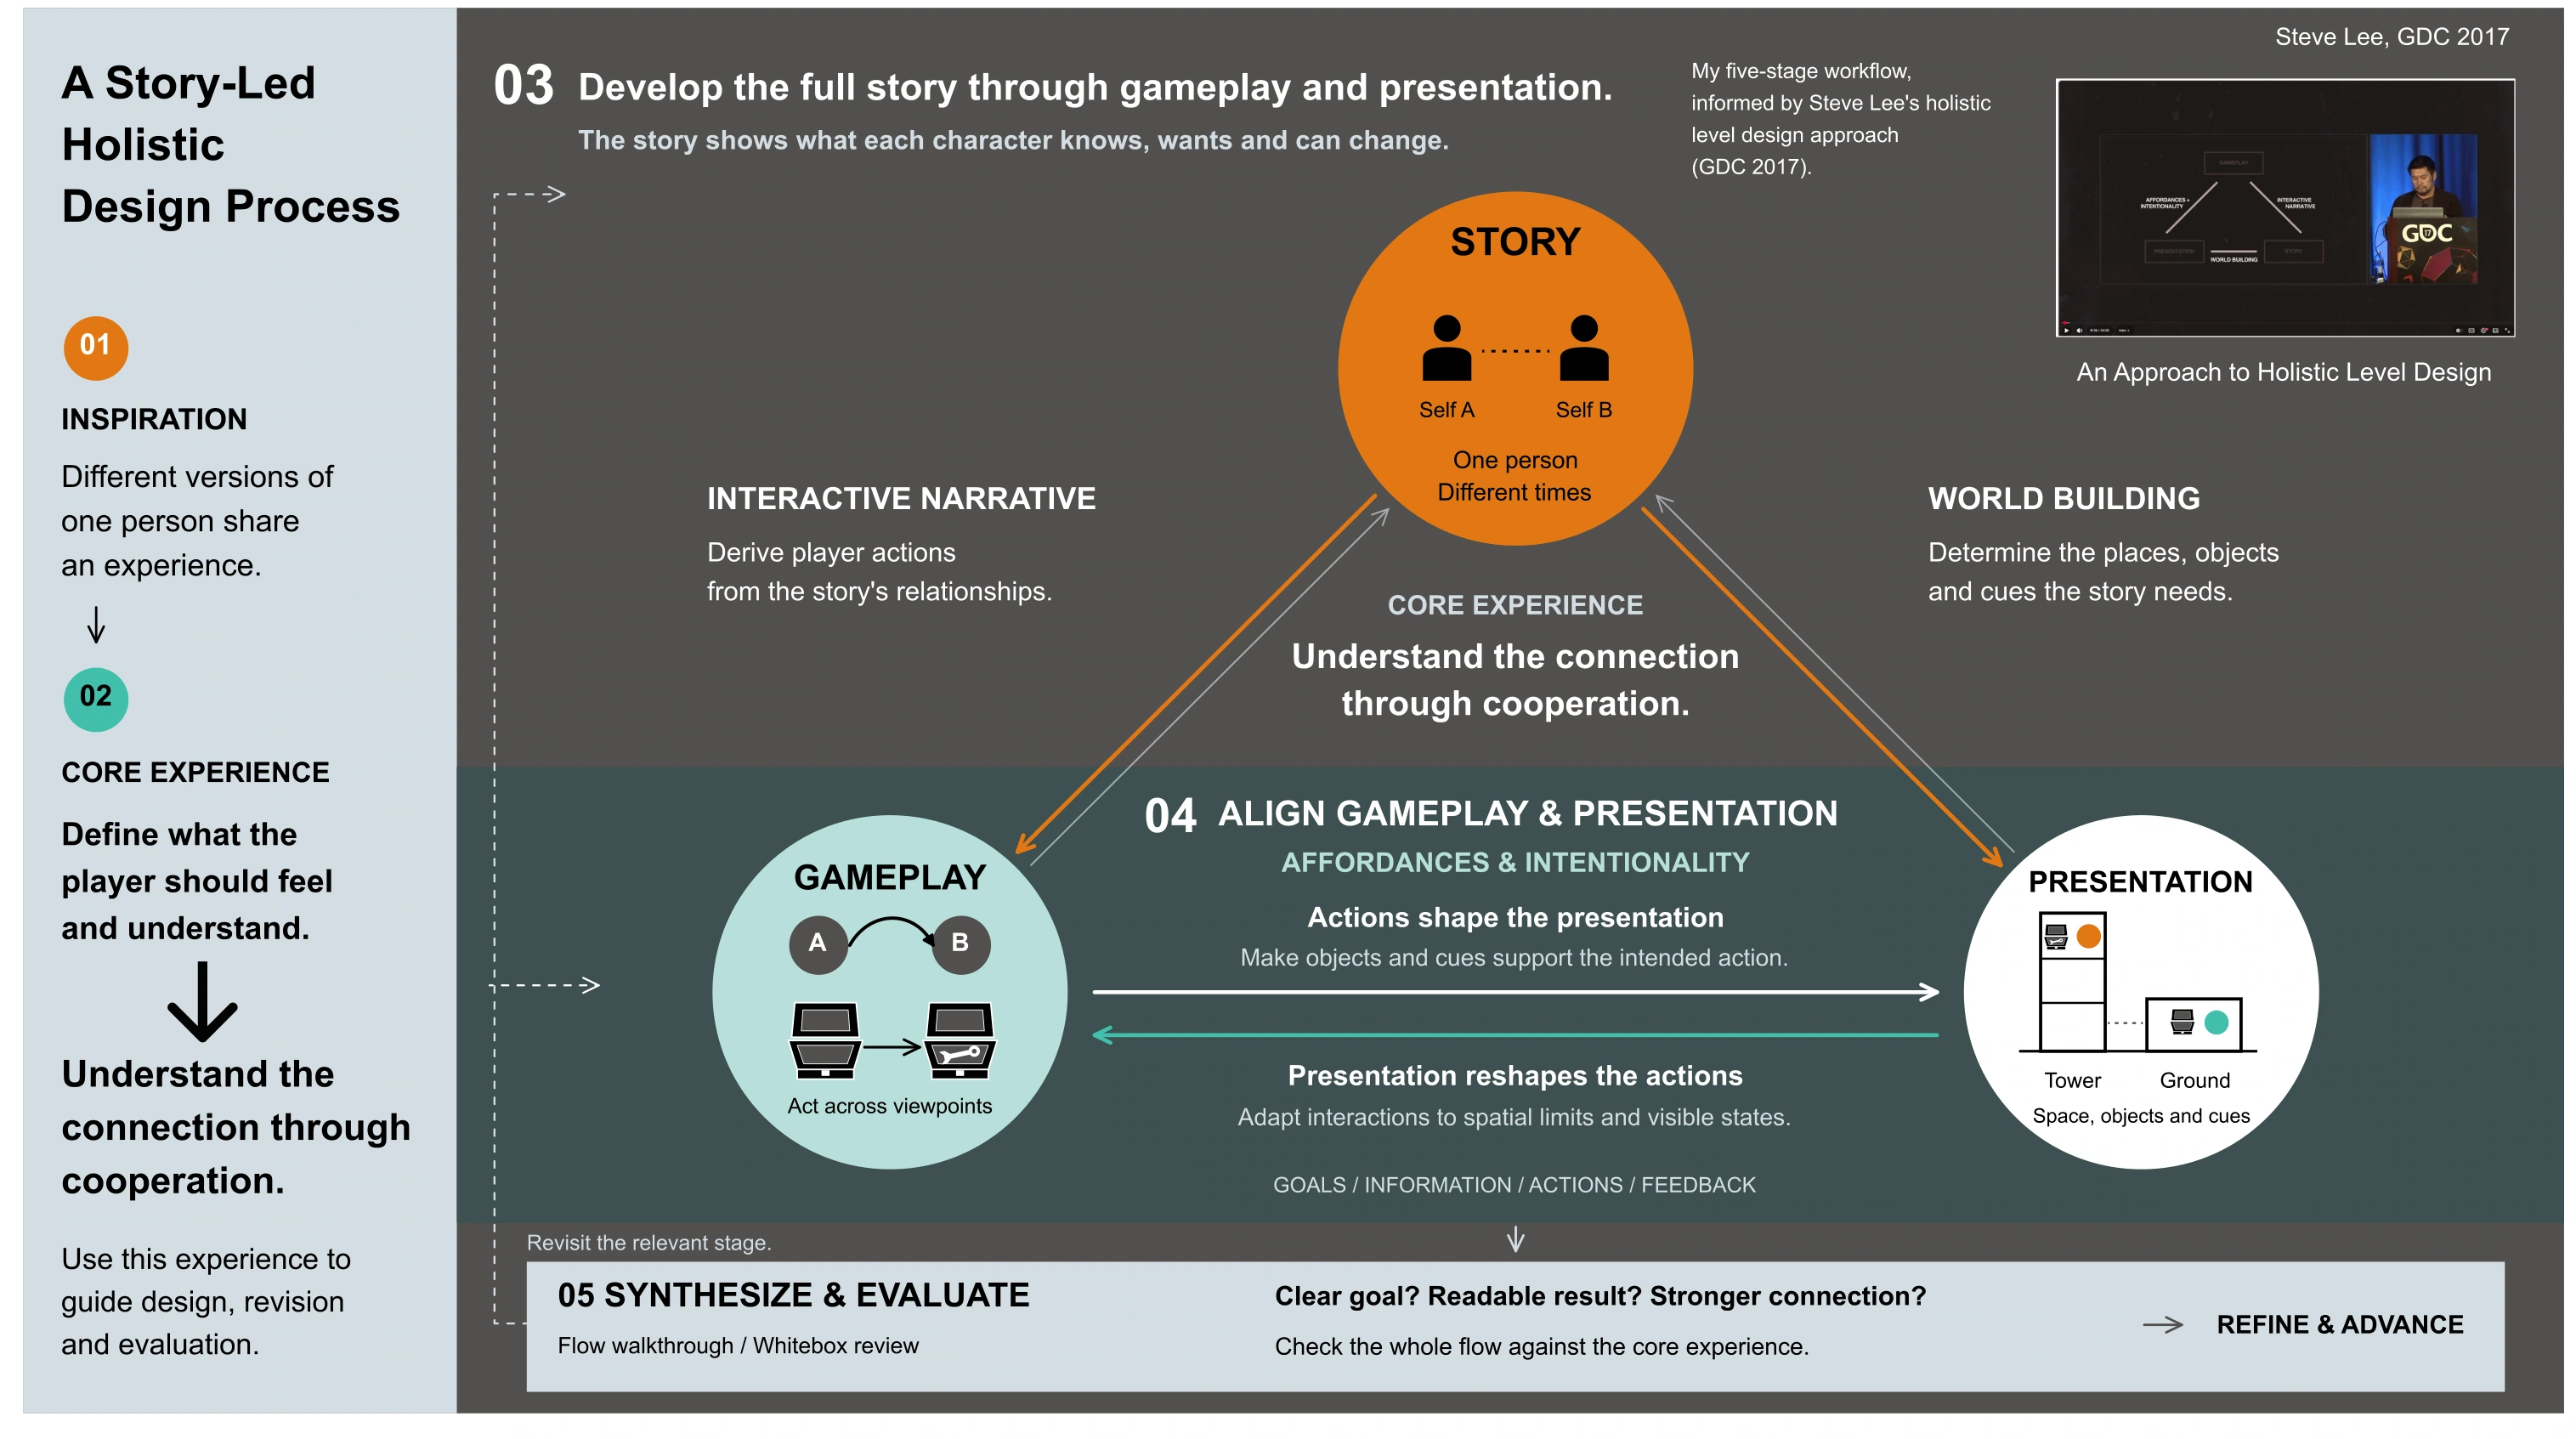 A Story-Led
Holistic
Design Process
01
INSPIRATION
Different versions of
one person share
an experience.
02
CORE EXPERIENCE
Define what the
player should feel
and understand.
Understand the
connection through
cooperation.
Use this experience to
guide design, revision
and evaluation.
03 Develop the full story through gameplay and presentation.
The story shows what each character knows, wants and can change.
My five-stage workflow,
informed by Steve Lee's holistic
level design approach
(GDC 2017).
Steve Lee, GDC 2017
GAMEPLAY
AFFORDANCES +
INTENTIONALITY
INTERACTIVE
NARRATIVE
PRESENTATION
WORLD BUILDING
STORY
GDC
17
An Approach to Holistic Level Design
STORY
Self A
Self B
One person
Different times
INTERACTIVE NARRATIVE
Derive player actions
from the story's relationships.
WORLD BUILDING
Determine the places, objects
and cues the story needs.
CORE EXPERIENCE
Understand the connection
through cooperation.
04 ALIGN GAMEPLAY & PRESENTATION
AFFORDANCES & INTENTIONALITY
Actions shape the presentation
Make objects and cues support the intended action.
Presentation reshapes the actions
Adapt interactions to spatial limits and visible states.
GOALS / INFORMATION / ACTIONS / FEEDBACK
GAMEPLAY
A
B
Act across viewpoints
PRESENTATION
Tower
Ground
Space, objects and cues
Revisit the relevant stage.
05 SYNTHESIZE & EVALUATE
Flow walkthrough / Whitebox review
Clear goal? Readable result? Stronger connection?
Check the whole flow against the core experience.
REFINE & ADVANCE